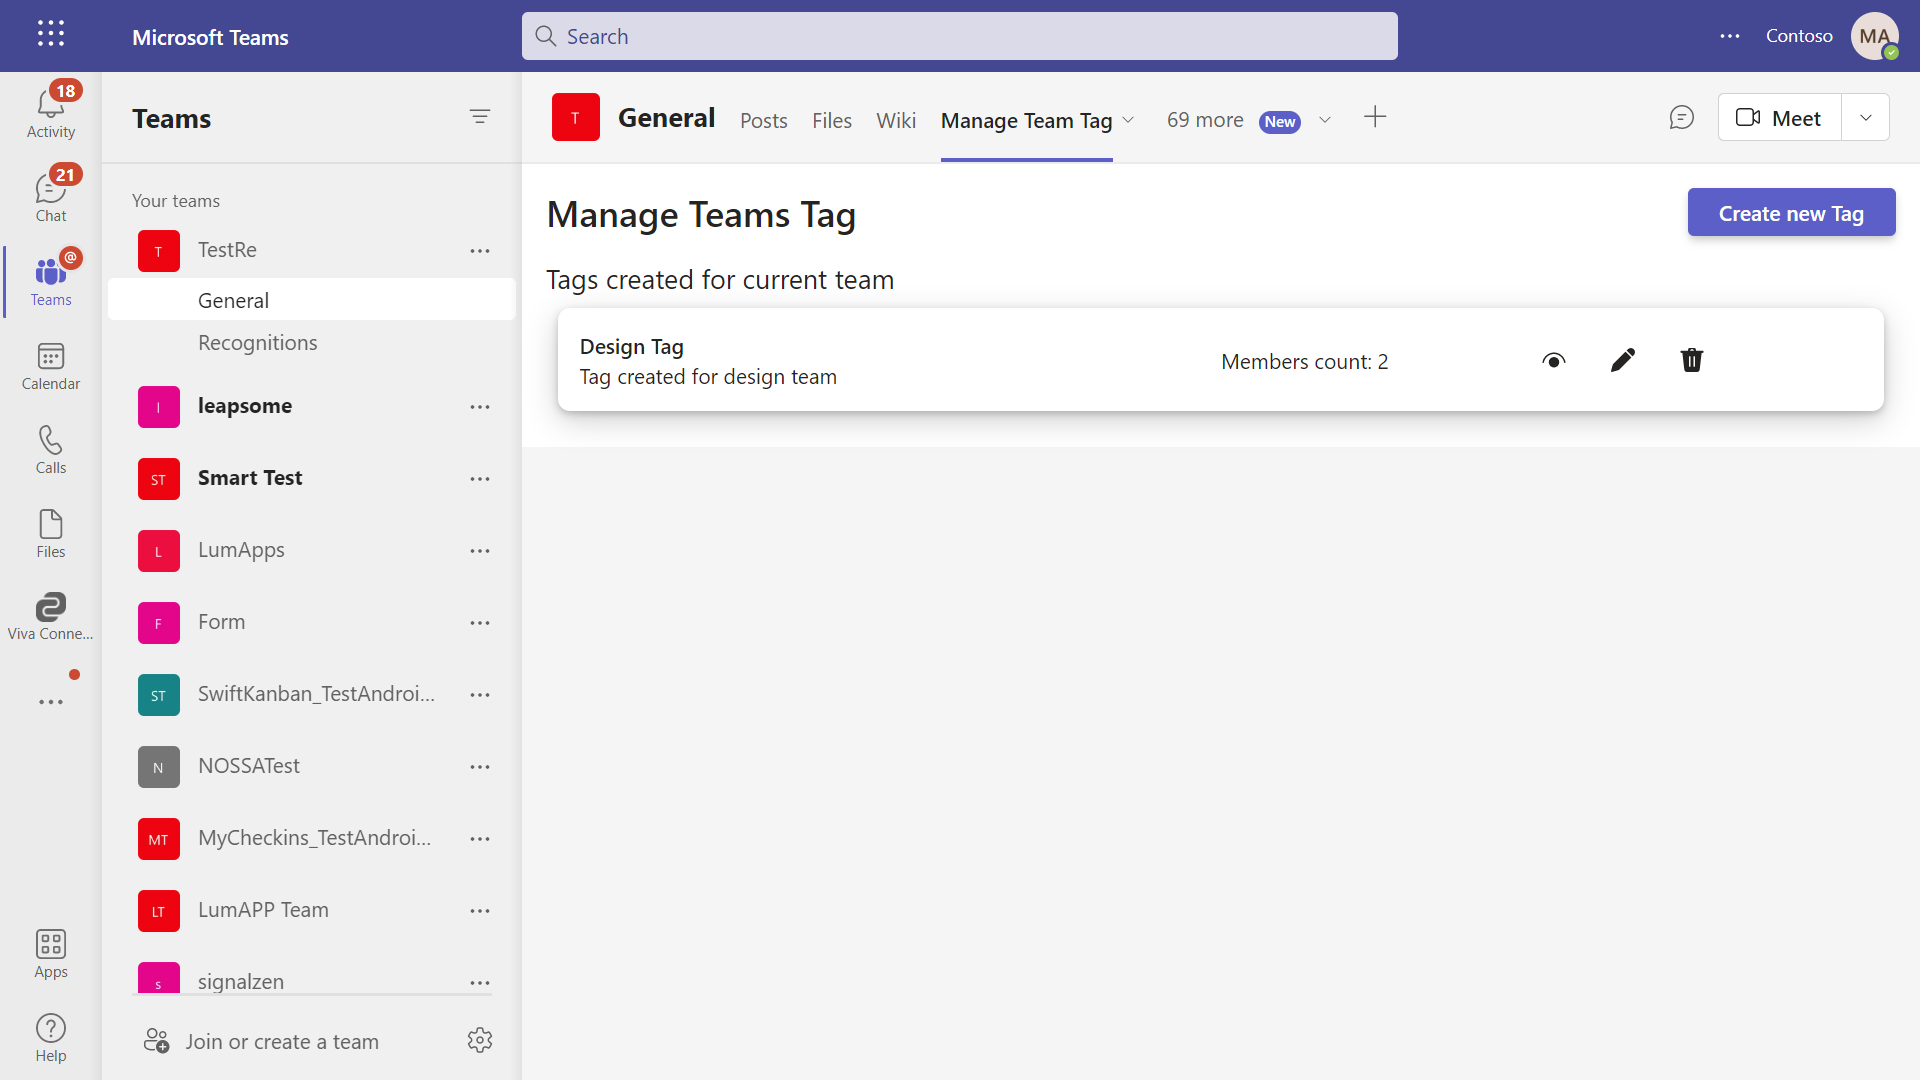 Microsoft Teams
Search
Contoso
MA
18
Activity
21
Chat
@
Teams
Calendar
Calls
Files
Viva Conne...
Apps
Help
Teams
Your teams
T
TestRe
General
Recognitions
l
leapsome
ST
Smart Test
L
LumApps
F
Form
ST
SwiftKanban_TestAndroi...
N
NOSSATest
MT
MyCheckins_TestAndroi...
LT
LumAPP Team
s
signalzen
Join or create a team
T
General
Posts
Files
Wiki
Manage Team Tag
69 more
New
Meet
Manage Teams Tag
Create new Tag
Tags created for current team
Design Tag
Tag created for design team
Members count: 2